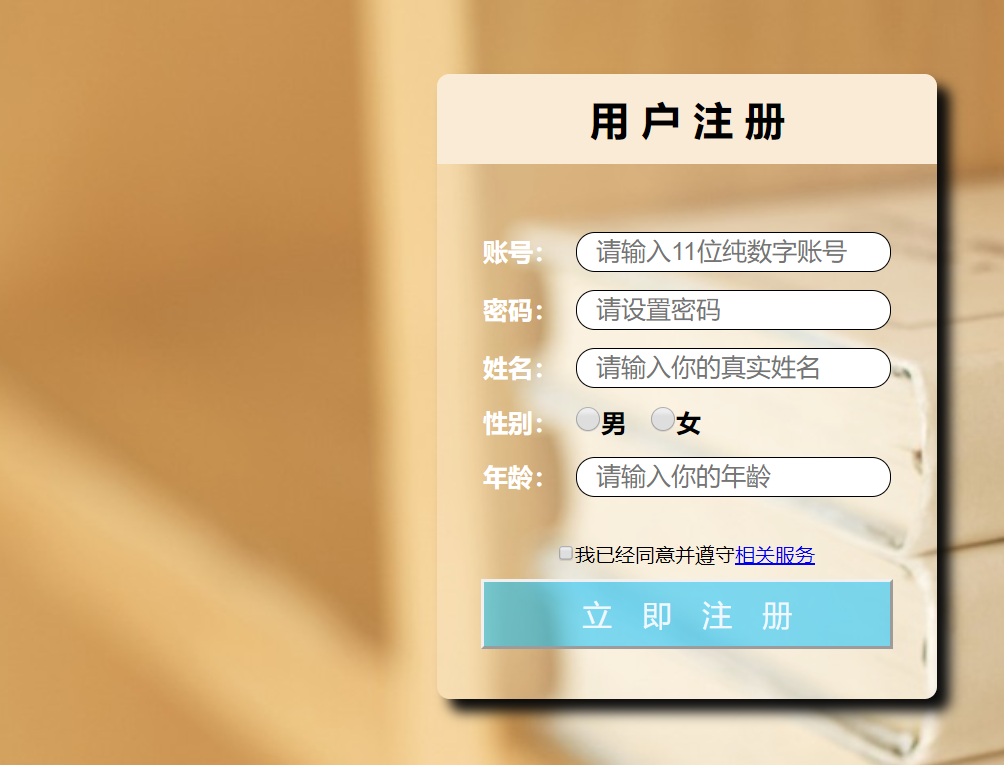 用户注册
账号： 请输入11位纯数字账号
密码： 请设置密码
姓名： 请输入你的真实姓名
性别： 男 女
年龄： 请输入你的年龄
我已经同意并遵守相关服务
立即注册